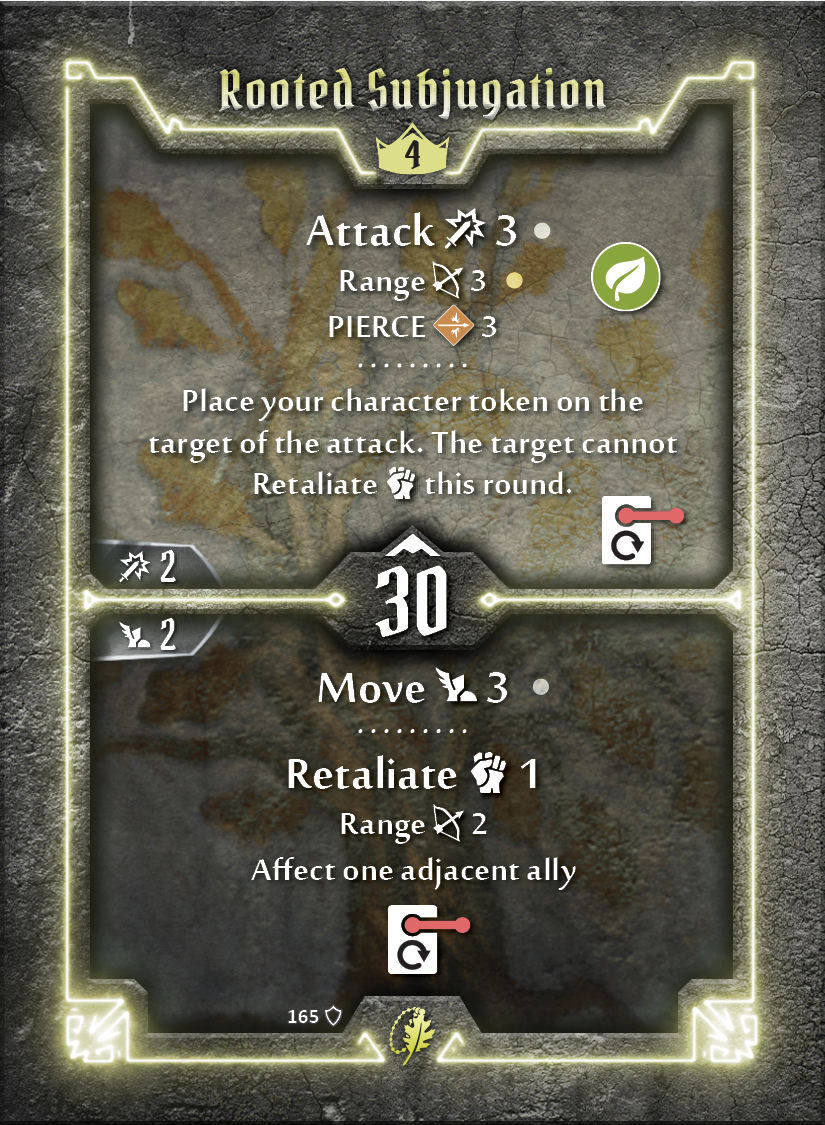 Rooted Subjugation
4
Attack 3
Range 3
PIERCE 3
Place your character token on the
target of the attack. The target cannot
Retaliate this round.
2
30
2
Move 3
Retaliate 1
Range 2
Affect one adjacent ally
165